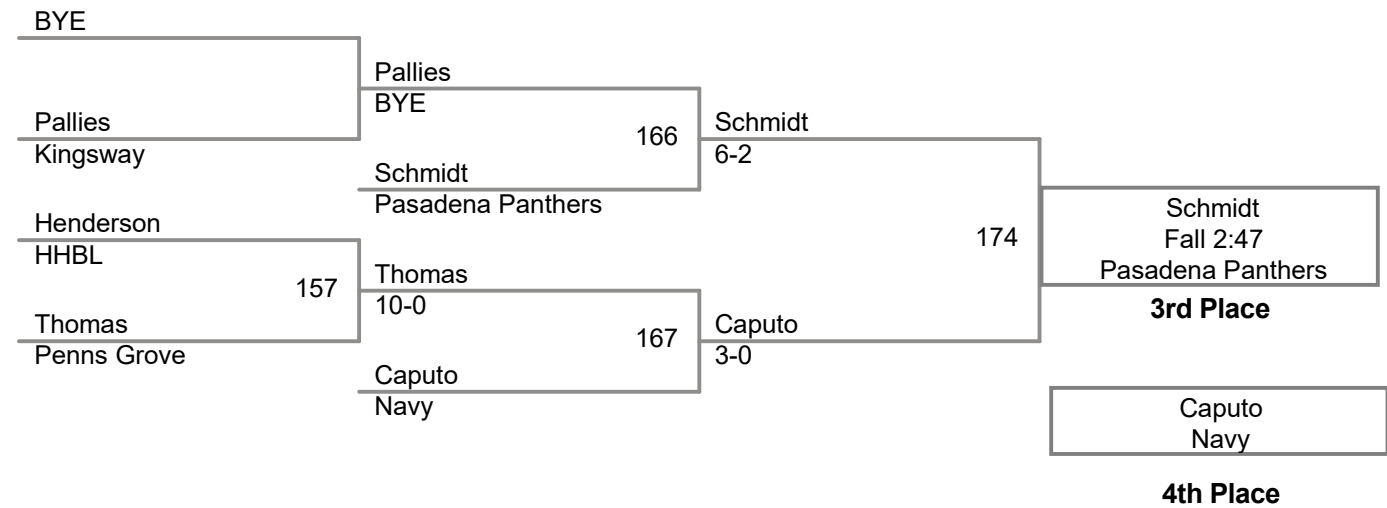 BYE
Pallies
Kingsway
Henderson
HHBL
157
Thomas
Penns Grove
Pallies
BYE
166
Schmidt
Pasadena Panthers
Thomas
10-0
167
Caputo
Navy
Schmidt
6-2
174
Caputo
3-0
Schmidt
Fall 2:47
Pasadena Panthers
3rd Place
Caputo
Navy
4th Place